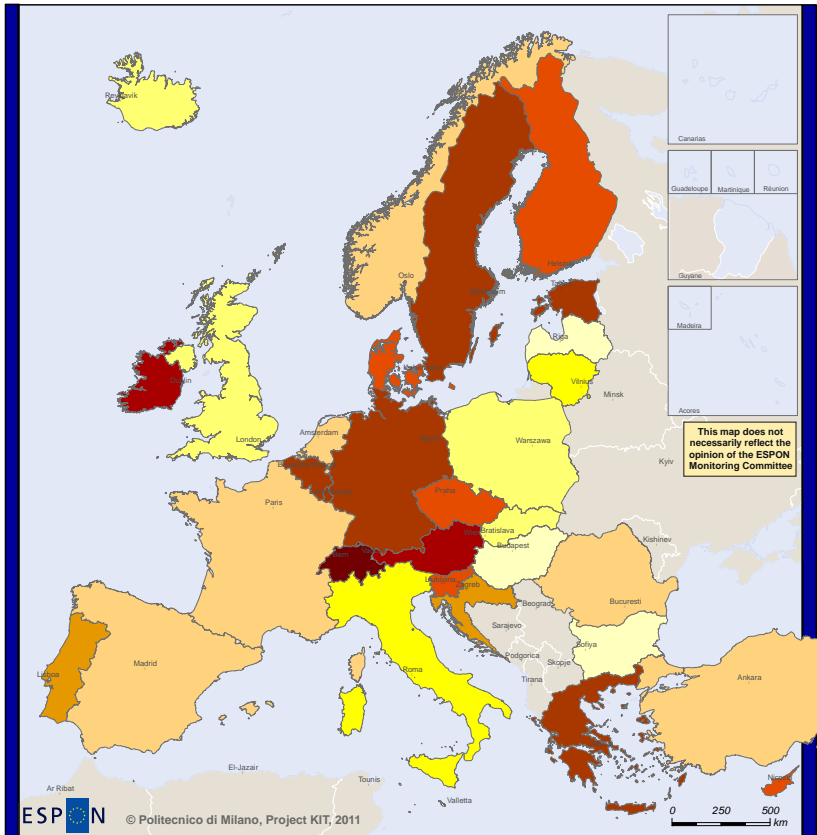 Canarias
Reykjavik
Guadeloupe Martinique Réunion
Guyane
Oslo
Helsinki
Madeira
Acores
Riga
Vilnius
Minsk
Dublin
London
Amsterdam
Warszawa
This map does not
necessarily reflect the
opinion of the ESPON
Monitoring Committee
Kyiv
Praha
Paris
Bratislava
Budapest
Kishinev
Ljubljana
Zagreb
Beograd
Bucuresti
Sarajevo
Sofiya
Podgorica
Skopje
Madrid
Roma
Lisboa
Tirana
Ankara
El-Jazair
Tounis
Ar Ribat
Valletta
ESPON
© Politecnico di Milano, Project KIT, 2011
0 250 500
km